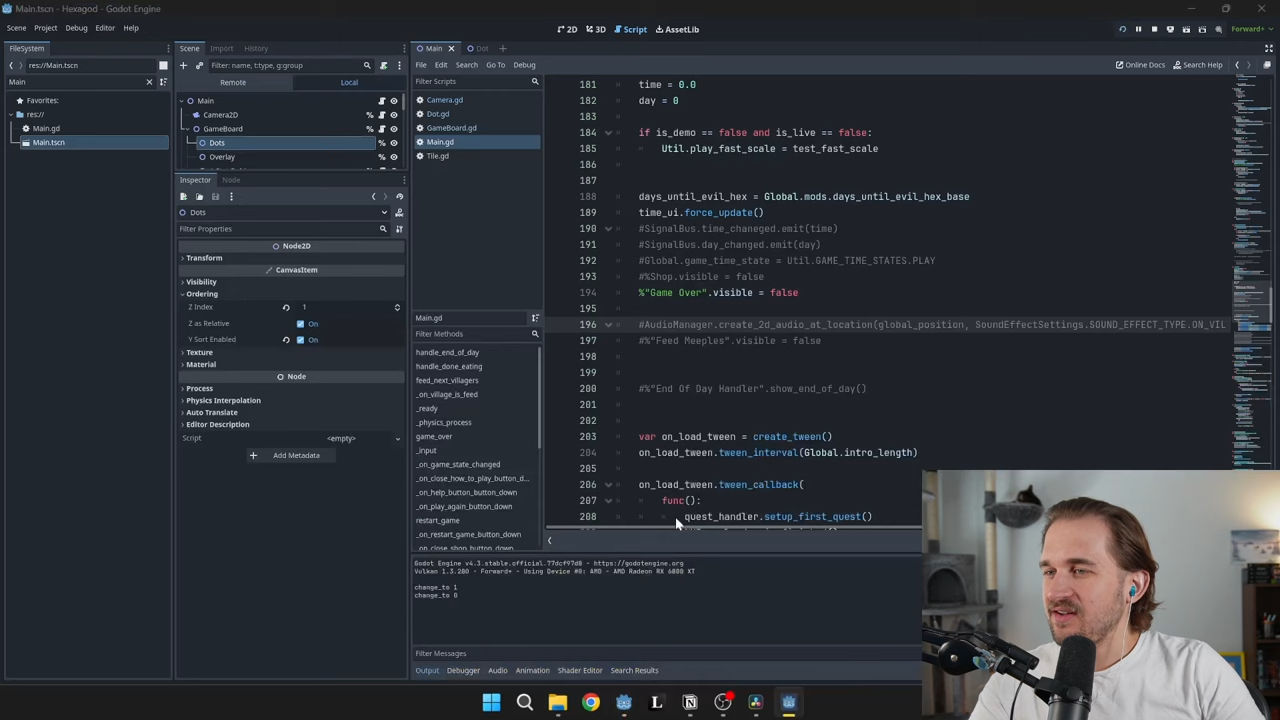 Main.tscn - Hexagod - Godot Engine
Scene Project Debug Editor Help
2D 3D Script AssetLib
Forward+
FileSystem
res://Main.tscn
Main
Favorites:
res://
Main.gd
Main.tscn
Scene Import History
Filter: name, t:type, g:group
Remote Local
Main
Camera2D
GameBoard
Dots
Overlay
Inspector Node
Dots
Filter Properties
Node2D
Transform
CanvasItem
Visibility
Ordering
Z Index 1
Z as Relative On
Y Sort Enabled On
Texture
Material
Node
Process
Physics Interpolation
Auto Translate
Editor Description
Script <empty>
Add Metadata
Main Dot
File Edit Search Go To Debug
Online Docs Search Help
Filter Scripts
Camera.gd
Dot.gd
GameBoard.gd
Main.gd
Tile.gd
Main.gd
Filter Methods
handle_end_of_day
handle_done_eating
feed_next_villagers
_on_village_is_feed
_ready
_physics_process
game_over
_input
_on_game_state_changed
_on_close_how_to_play_button_d...
_on_help_button_button_down
_on_play_again_button_down
restart_game
_on_restart_game_button_down
_on_close_shop_button_down
181 time = 0.0
182 day = 0
183
184 if is_demo == false and is_live == false:
185 Util.play_fast_scale = test_fast_scale
186
187
188 days_until_evil_hex = Global.rules.days_until_evil_hex_base
189 time_ui.force_update()
190 #SignalBus.time_chaneged.emit(time)
191 #SignalBus.day_changed.emit(day)
192 #Global.game_time_state = Util.GAME_TIME_STATES.PLAY
193 #%Shop.visible = false
194 %"Game Over".visible = false
195
196 #AudioManager.create_2d_audio_at_location(global_position, SoundEffectSettings.SOUND_EFFECT_TYPE.ON_VIL
197 #%"Feed Meeples".visible = false
198
199
200 #%"End Of Day Handler".show_end_of_day()
201
202
203 var on_load_tween = create_tween()
204 on_load_tween.tween_interval(Global.intro_length)
205
206 on_load_tween.tween_callback(
207 func():
208 quest_handler.setup_first_quest()
Godot Engine v4.3.stable.official.77dcf97d8 - https://godotengine.org
Vulkan 1.3.280 - Forward+ - Using Device #0: AMD - AMD Radeon RX 6800 XT
change_to 1
change_to 0
Filter Messages
Output Debugger Audio Animation Shader Editor Search Results